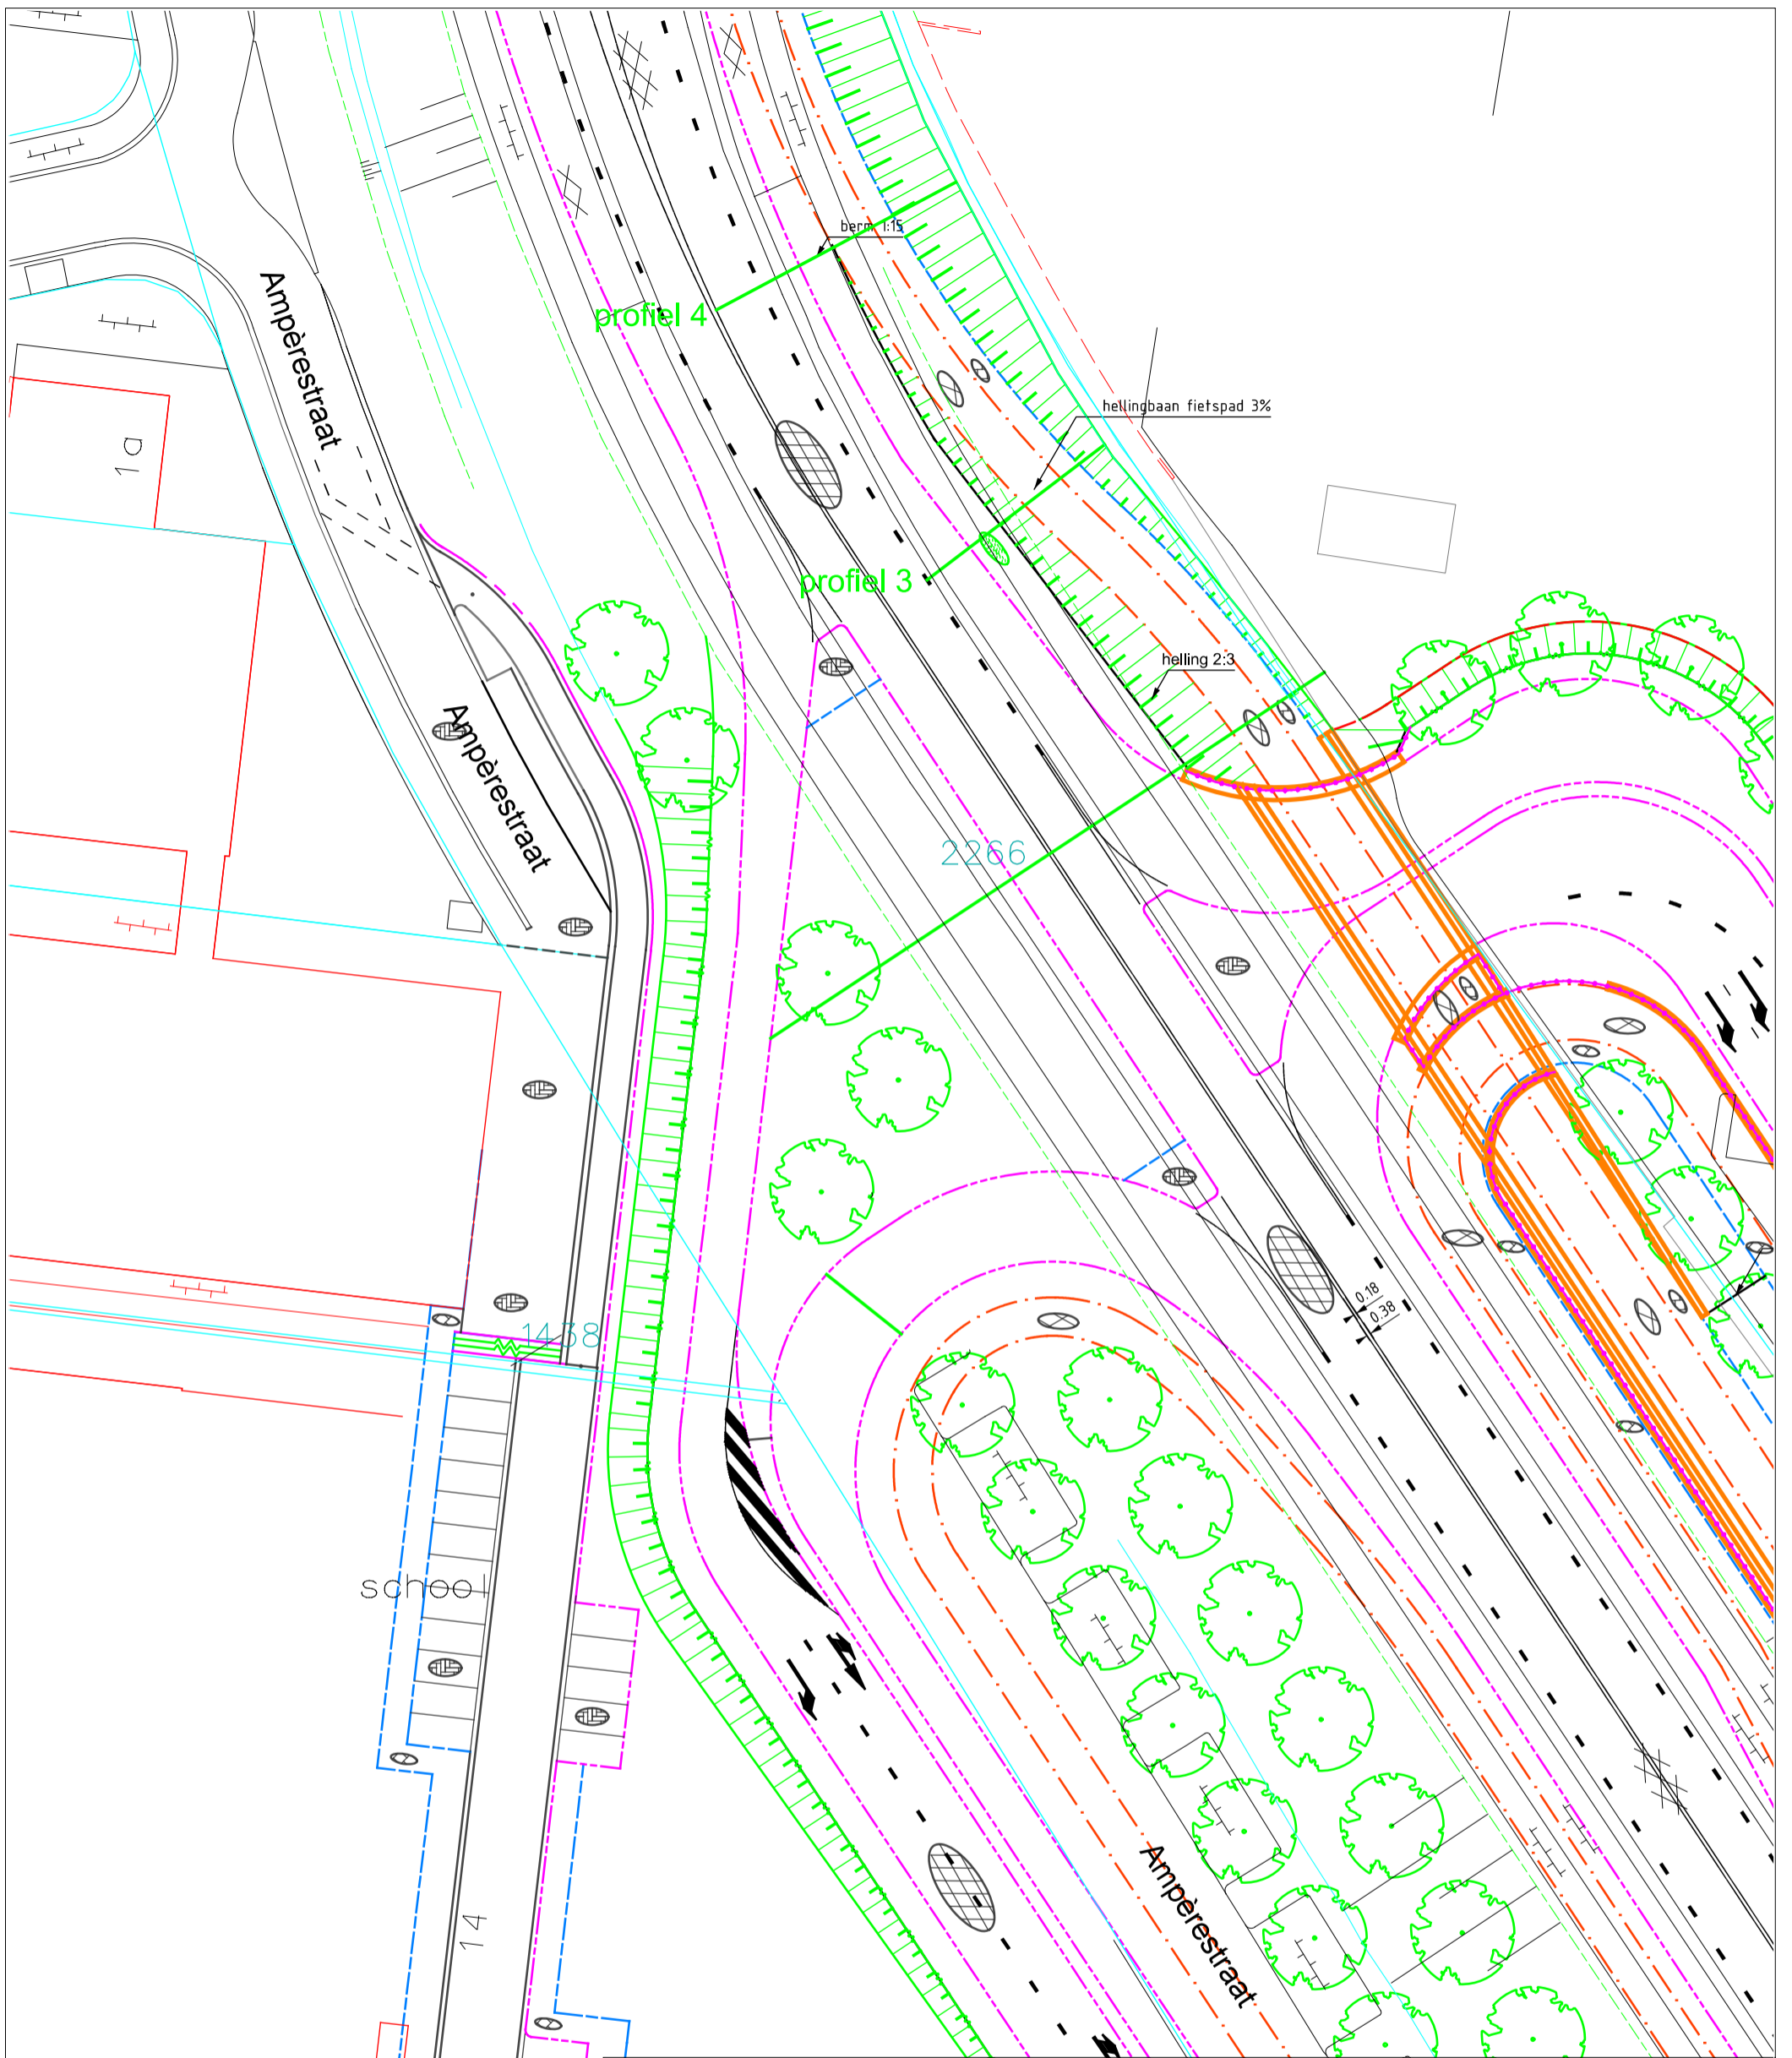 berm 1:15
Ampèrestraat
profiel 4
hellingbaan fietspad 3%
1a
profiel 3
helling 2:3
Ampèrestraat
2266
0.18
0.38
1438
school
Ampèrestraat
14